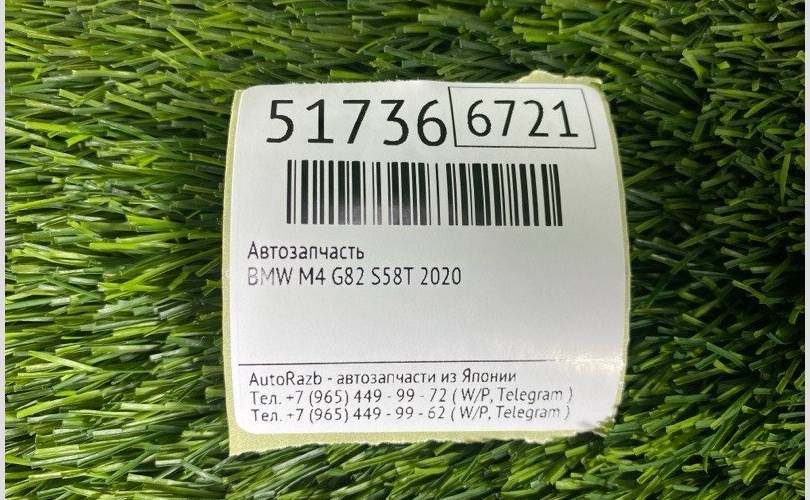 51736 6721
Автозапчасть
BMW M4 G82 S58T 2020
AutoRazb - автозапчасти из Японии
Тел. +7 (965) 449 - 99 - 72 ( W/P, Telegram )
Тел. +7 (965) 449 - 99 - 62 ( W/P, Telegram )